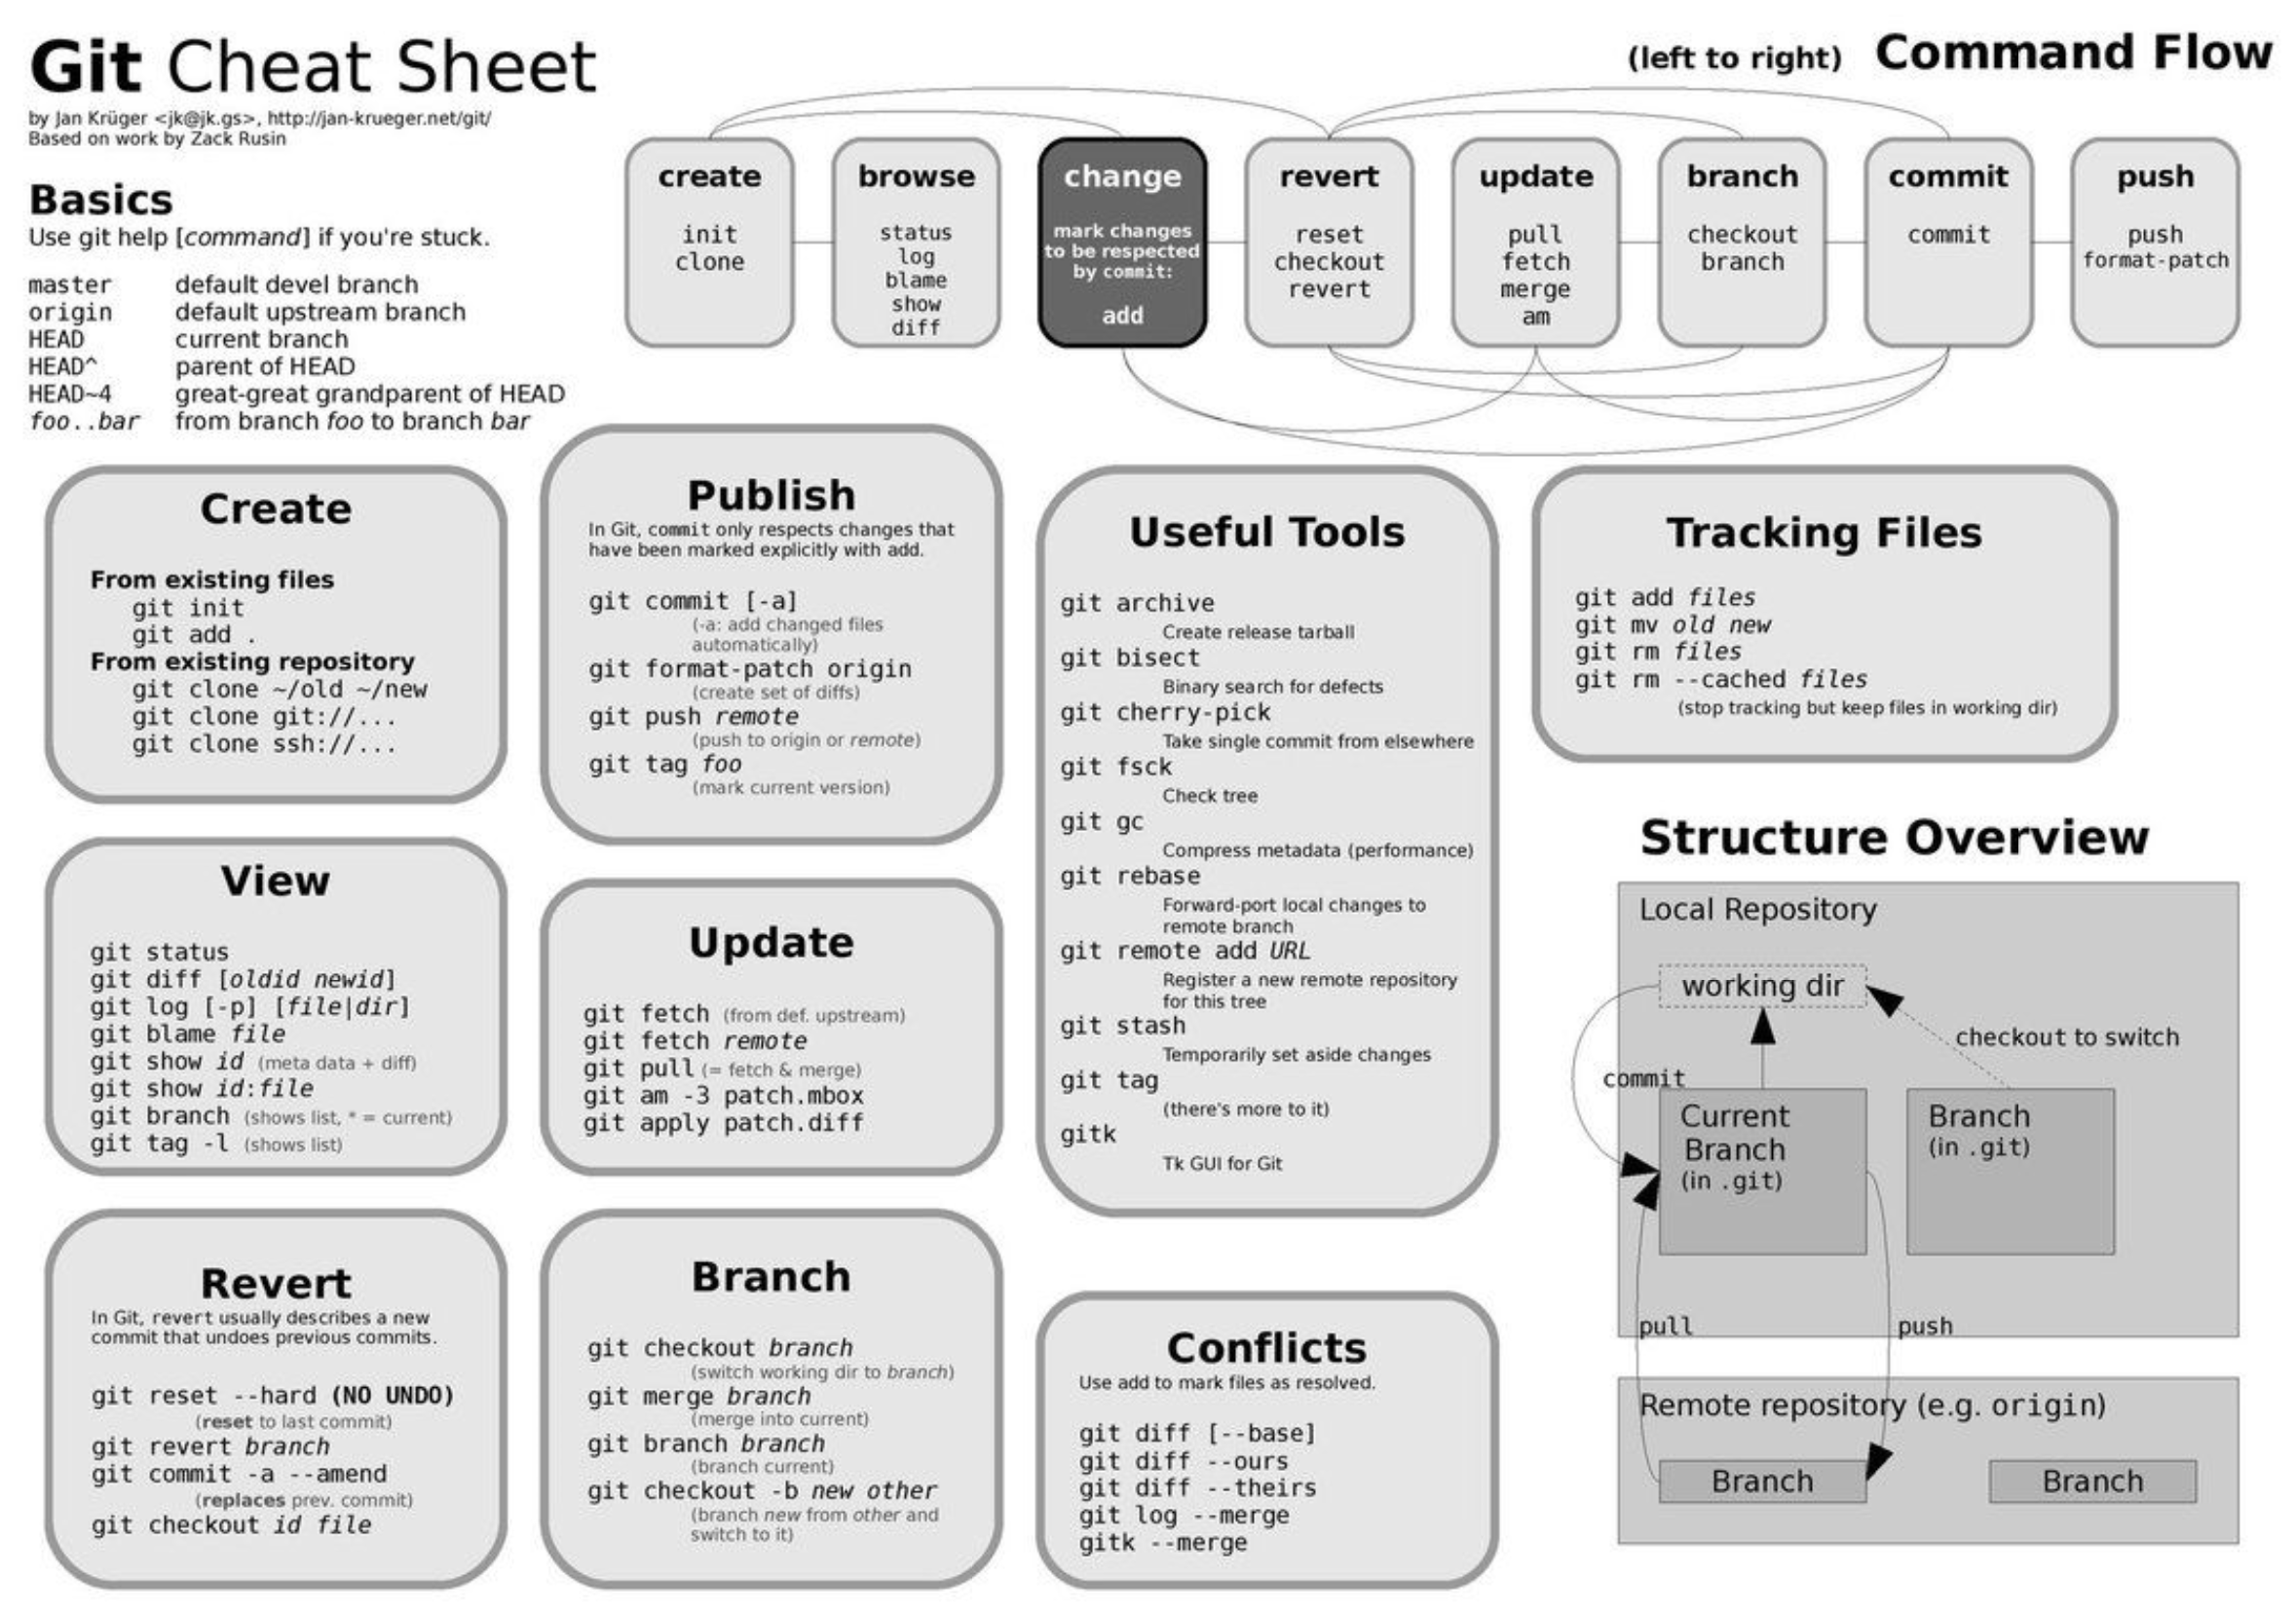 Git Cheat Sheet
by Jan Krüger <jk@jk.gs>, http://jan-krueger.net/git/
Based on work by Zack Rusin
(left to right) Command Flow
Basics
Use git help [command] if you're stuck.
master default devel branch
origin default upstream branch
HEAD current branch
HEAD^ parent of HEAD
HEAD~4 great-great grandparent of HEAD
foo..bar from branch foo to branch bar
create
init
clone
browse
status
log
blame
show
diff
change
mark changes
to be respected
by commit:
add
revert
reset
checkout
revert
update
pull
fetch
merge
am
branch
checkout
branch
commit
commit
push
push
format-patch
Create
From existing files
git init
git add .
From existing repository
git clone ~/old ~/new
git clone git://...
git clone ssh://...
View
git status
git diff [oldid newid]
git log [-p] [file|dir]
git blame file
git show id (meta data + diff)
git show id:file
git branch (shows list, * = current)
git tag -l (shows list)
Revert
In Git, revert usually describes a new
commit that undoes previous commits.
git reset --hard (NO UNDO)
(reset to last commit)
git revert branch
git commit -a --amend
(replaces prev. commit)
git checkout id file
Publish
In Git, commit only respects changes that
have been marked explicitly with add.
git commit [-a]
(-a: add changed files
automatically)
git format-patch origin
(create set of diffs)
git push remote
(push to origin or remote)
git tag foo
(mark current version)
Update
git fetch (from def. upstream)
git fetch remote
git pull (= fetch & merge)
git am -3 patch.mbox
git apply patch.diff
Branch
git checkout branch
(switch working dir to branch)
git merge branch
(merge into current)
git branch branch
(branch current)
git checkout -b new other
(branch new from other and
switch to it)
Useful Tools
git archive
Create release tarball
git bisect
Binary search for defects
git cherry-pick
Take single commit from elsewhere
git fsck
Check tree
git gc
Compress metadata (performance)
git rebase
Forward-port local changes to
remote branch
git remote add URL
Register a new remote repository
for this tree
git stash
Temporarily set aside changes
git tag
(there's more to it)
gitk
Tk GUI for Git
Conflicts
Use add to mark files as resolved.
git diff [--base]
git diff --ours
git diff --theirs
git log --merge
gitk --merge
Tracking Files
git add files
git mv old new
git rm files
git rm --cached files
(stop tracking but keep files in working dir)
Structure Overview
Local Repository
working dir
checkout to switch
commit
Current
Branch
(in .git)
Branch
(in .git)
pull
push
Remote repository (e.g. origin)
Branch
Branch